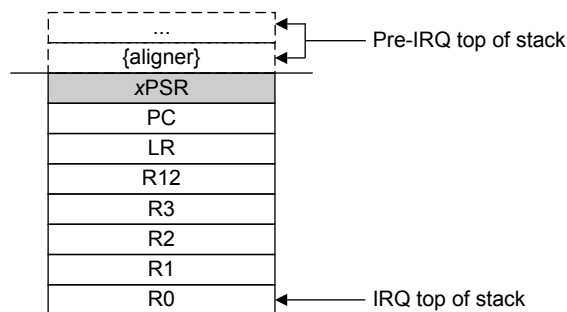 ...
Pre-IRQ top of stack
{aligner}
xPSR
PC
LR
R12
R3
R2
R1
R0
IRQ top of stack